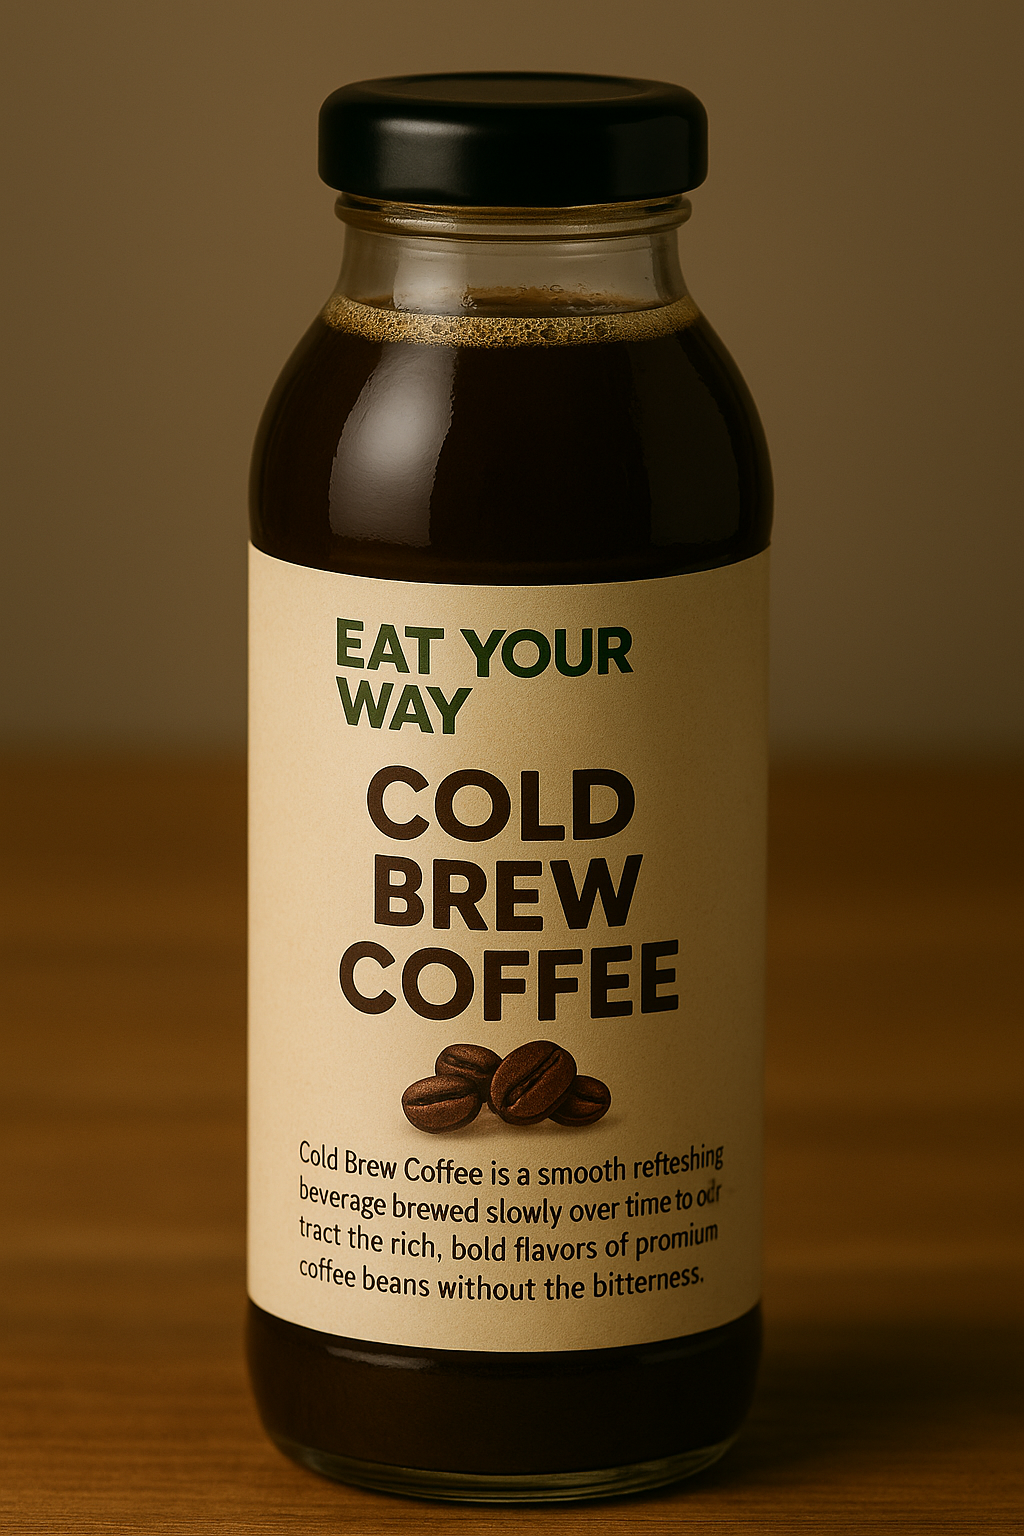 EAT YOUR
WAY
COLD
BREW
COFFEE
Cold Brew Coffee is a smooth refteshing
beverage brewed slowly over time to
tract the rich, bold flavors of promium
coffee beans without the bitterness.